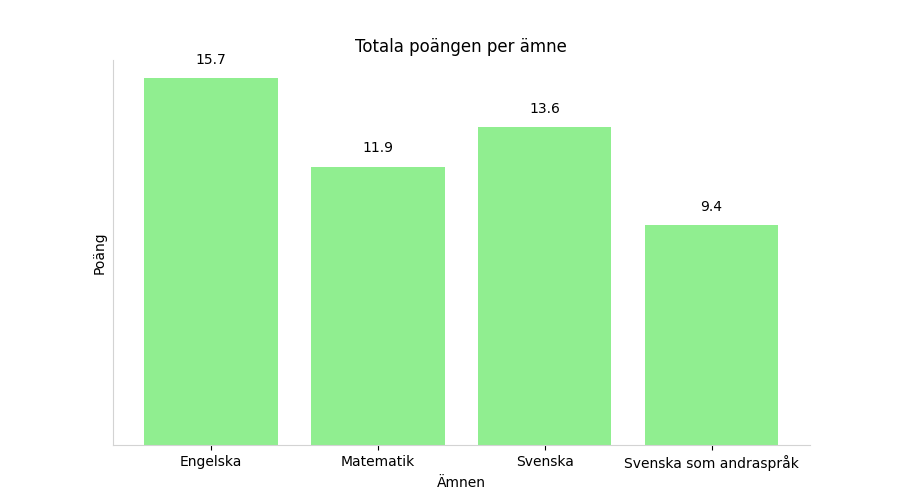 Totala poängen per ämne
15.7
11.9
13.6
9.4
Poäng
Engelska
Matematik
Svenska
Svenska som andraspråk
Ämnen